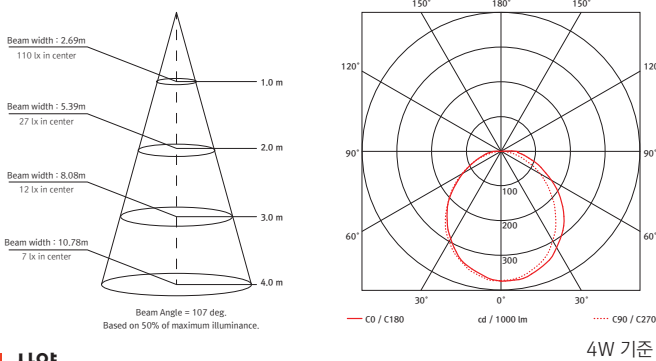 Beam width : 2.69m
110 lx in center
1.0 m
Beam width : 5.39m
27 lx in center
2.0 m
Beam width : 8.08m
12 lx in center
3.0 m
Beam width : 10.78m
7 lx in center
4.0 m
Beam Angle = 107 deg.
Based on 50% of maximum illuminance.
150˚ 180˚ 150˚
120˚ 120˚
90˚ 90˚
60˚ 60˚
100
200
300
30˚ 0˚ 30˚
C0 / C180 cd / 1000 lm C90 / C270
4W 기준